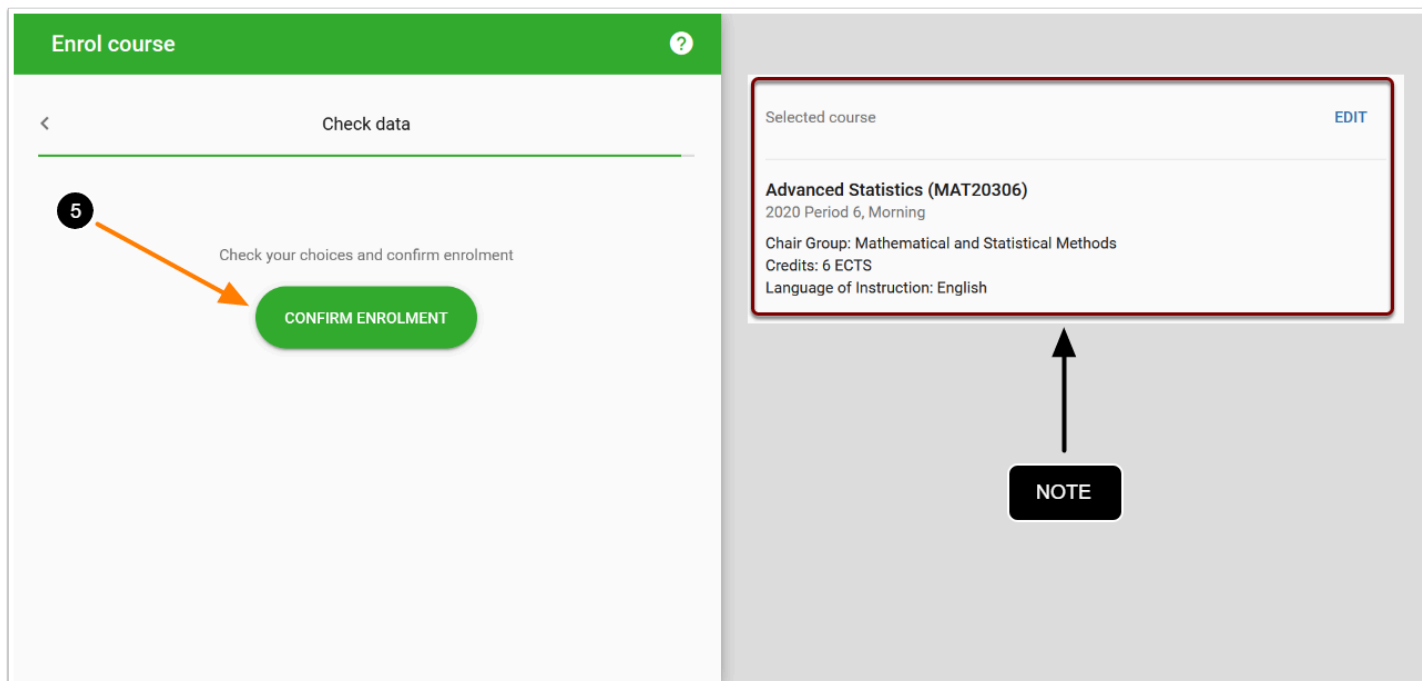 Enrol course
?
Check data
5
Check your choices and confirm enrolment
CONFIRM ENROLMENT
Selected course
EDIT
Advanced Statistics (MAT20306)
2020 Period 6, Morning
Chair Group: Mathematical and Statistical Methods
Credits: 6 ECTS
Language of Instruction: English
NOTE